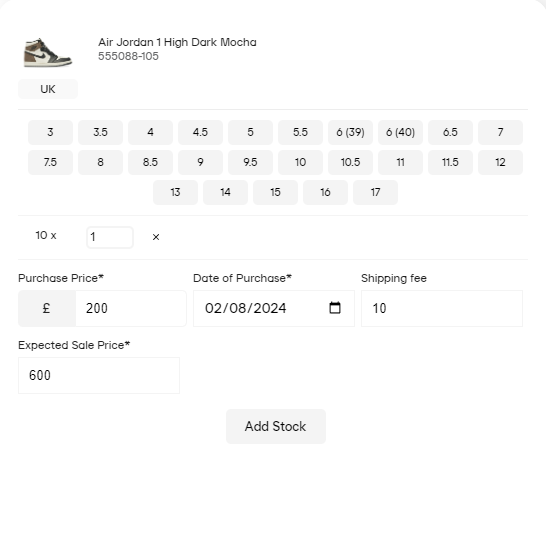 Air Jordan 1 High Dark Mocha
555088-105
UK
3 3.5 4 4.5 5 5.5 6 (39) 6 (40) 6.5 7
7.5 8 8.5 9 9.5 10 10.5 11 11.5 12
13 14 15 16 17
10 x 1 ×
Purchase Price* Date of Purchase* Shipping fee
£ 200 02/08/2024 10
Expected Sale Price*
600
Add Stock